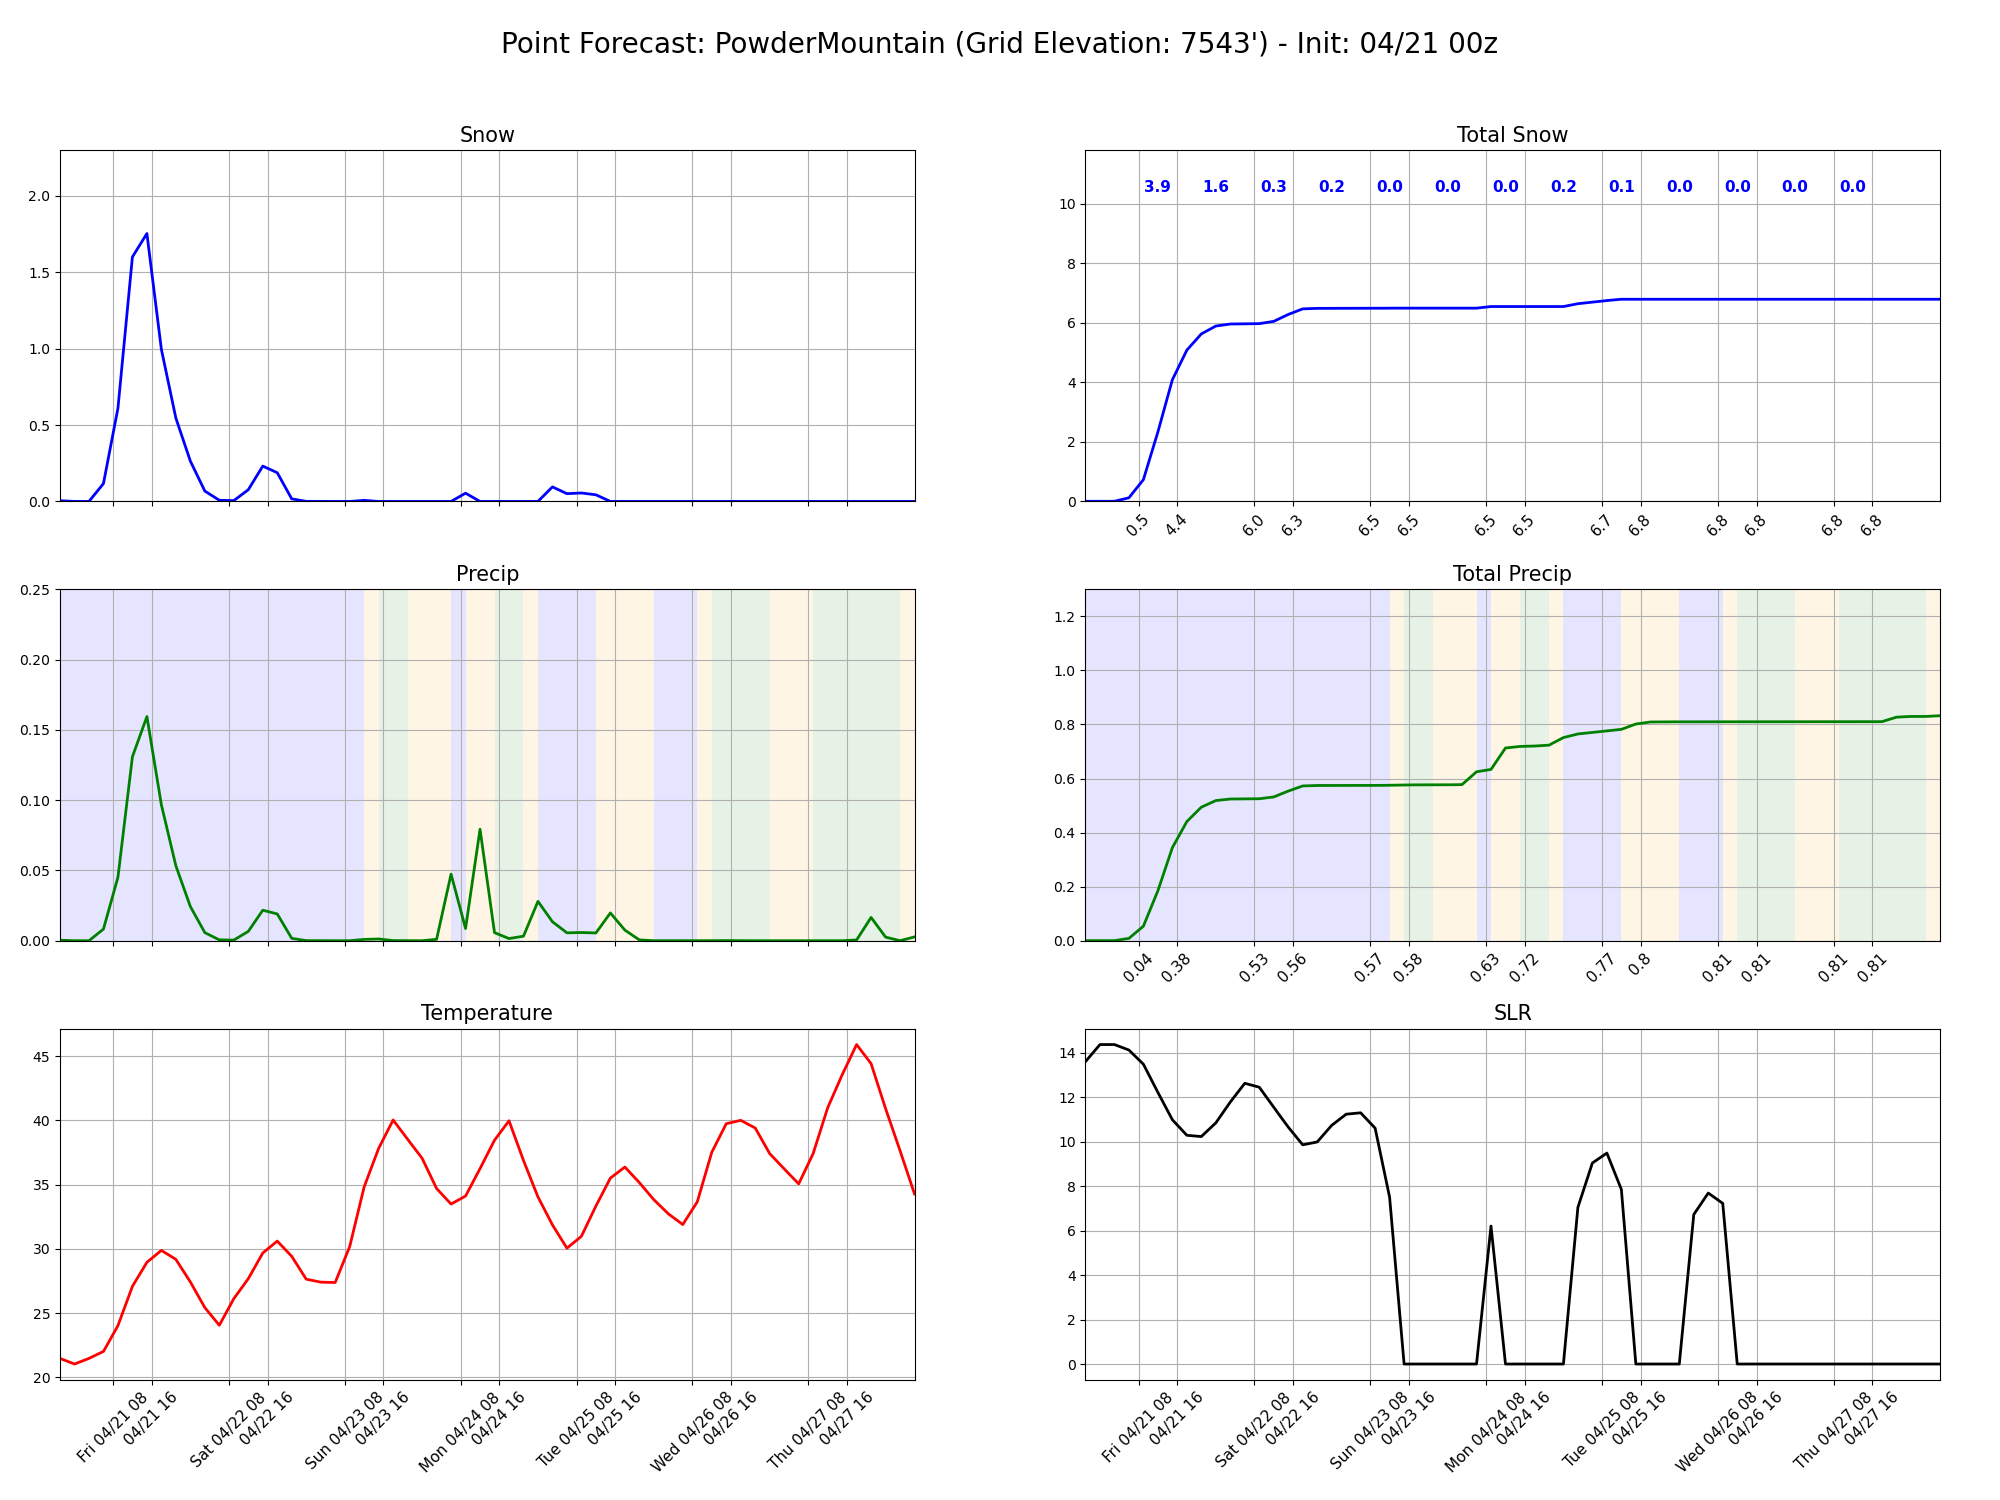 Point Forecast: PowderMountain (Grid Elevation: 7543') - Init: 04/21 00z
Snow
2.0
1.5
1.0
0.5
0.0
Total Snow
3.9 1.6 0.3 0.2 0.0 0.0 0.0 0.2 0.1 0.0 0.0 0.0 0.0
10
8
6
4
2
0
0.5 4.4 6.0 6.3 6.5 6.5 6.5 6.5 6.7 6.8 6.8 6.8 6.8 6.8
Precip
0.25
0.20
0.15
0.10
0.05
0.00
Total Precip
1.2
1.0
0.8
0.6
0.4
0.2
0.0
0.04 0.38 0.53 0.56 0.57 0.58 0.63 0.72 0.77 0.8 0.81 0.81 0.81 0.81
Temperature
45
40
35
30
25
20
Fri 04/21 08
04/21 16
Sat 04/22 08
04/22 16
Sun 04/23 08
04/23 16
Mon 04/24 08
04/24 16
Tue 04/25 08
04/25 16
Wed 04/26 08
04/26 16
Thu 04/27 08
04/27 16
SLR
14
12
10
8
6
4
2
0
Fri 04/21 08
04/21 16
Sat 04/22 08
04/22 16
Sun 04/23 08
04/23 16
Mon 04/24 08
04/24 16
Tue 04/25 08
04/25 16
Wed 04/26 08
04/26 16
Thu 04/27 08
04/27 16